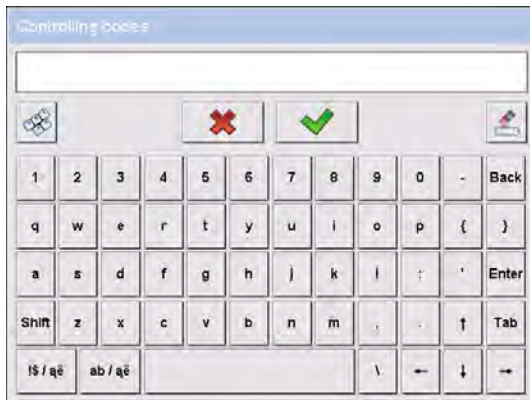 Controlling codes
1 2 3 4 5 6 7 8 9 0 - Back
q w e r t y u i o p { }
a s d f g h j k l : ' Enter
Shift z x c v b n m , . ↑ Tab
!$ / ąë ab / ąë \ ← ↓ →